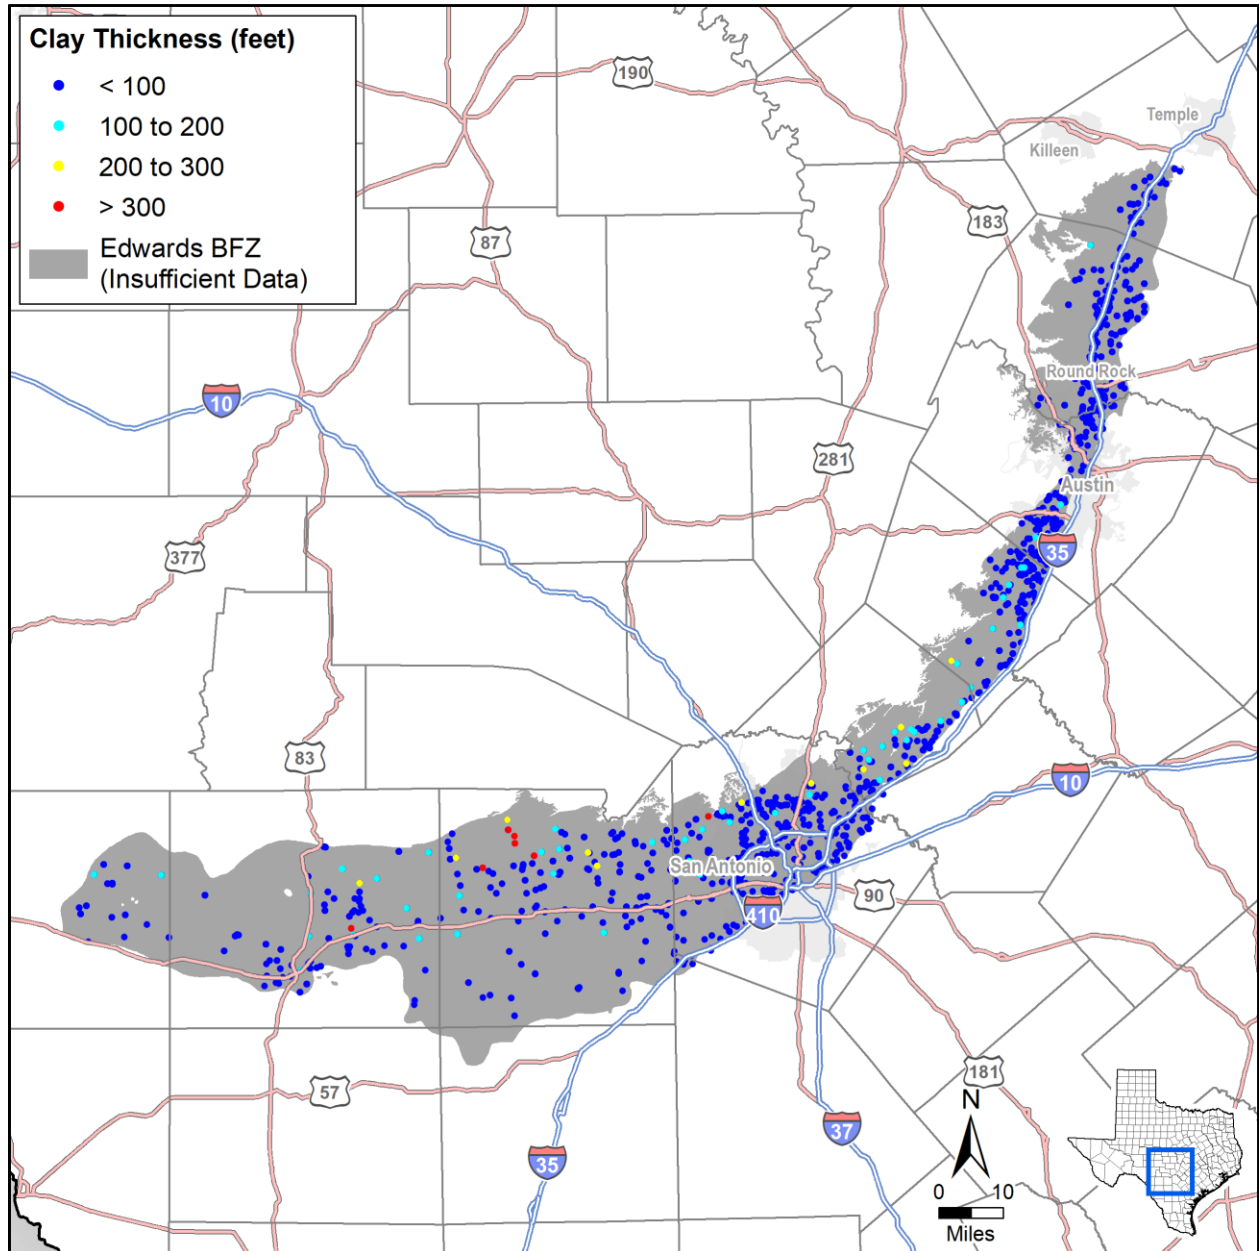 Clay Thickness (feet)
< 100
100 to 200
200 to 300
> 300
Edwards BFZ
(Insufficient Data)
190
Temple
Killeen
183
87
10
Round Rock
281
Austin
377
35
83
10
San Antonio
90
410
57
181
N
37
35
0 10
Miles